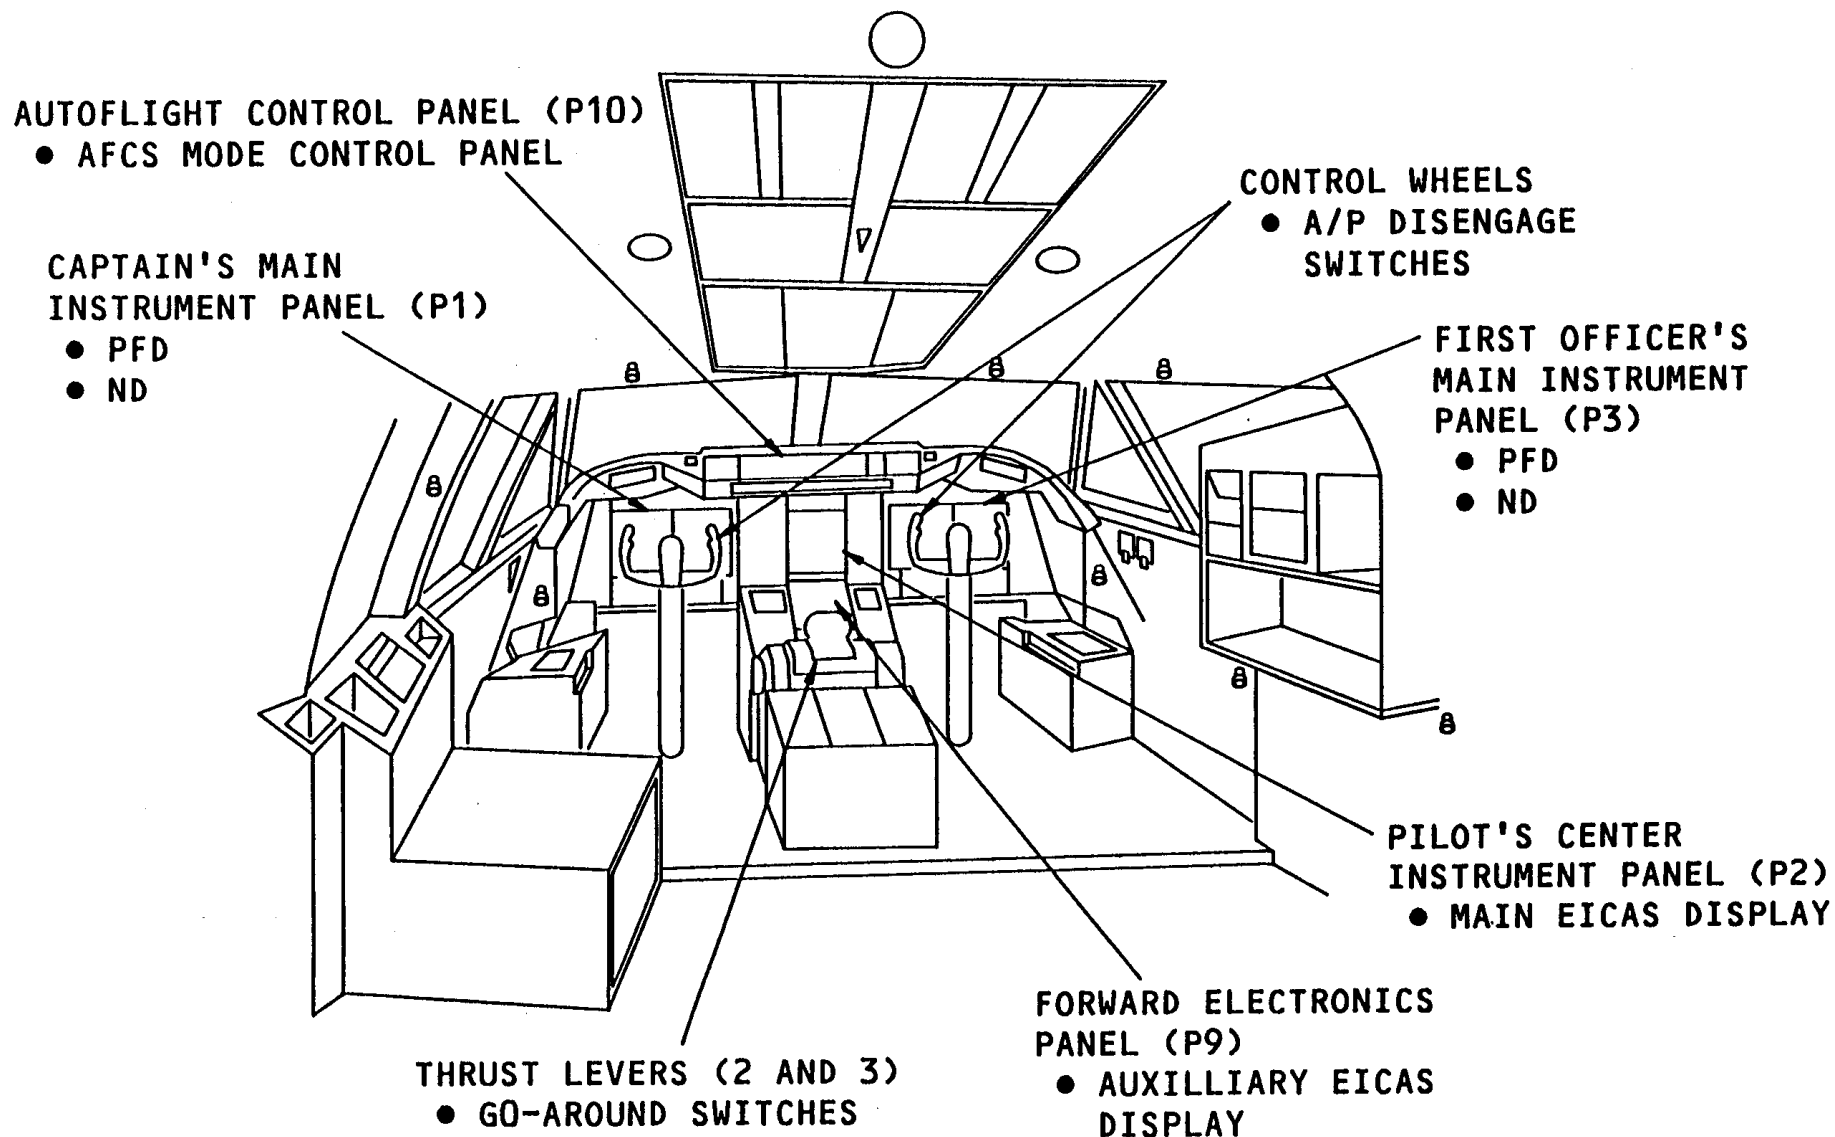 AUTOFLIGHT CONTROL PANEL (P10)
● AFCS MODE CONTROL PANEL
CAPTAIN'S MAIN
INSTRUMENT PANEL (P1)
● PFD
● ND
CONTROL WHEELS
● A/P DISENGAGE
SWITCHES
FIRST OFFICER'S
MAIN INSTRUMENT
PANEL (P3)
● PFD
● ND
PILOT'S CENTER
INSTRUMENT PANEL (P2)
● MAIN EICAS DISPLAY
FORWARD ELECTRONICS
PANEL (P9)
● AUXILLIARY EICAS
DISPLAY
THRUST LEVERS (2 AND 3)
● GO-AROUND SWITCHES